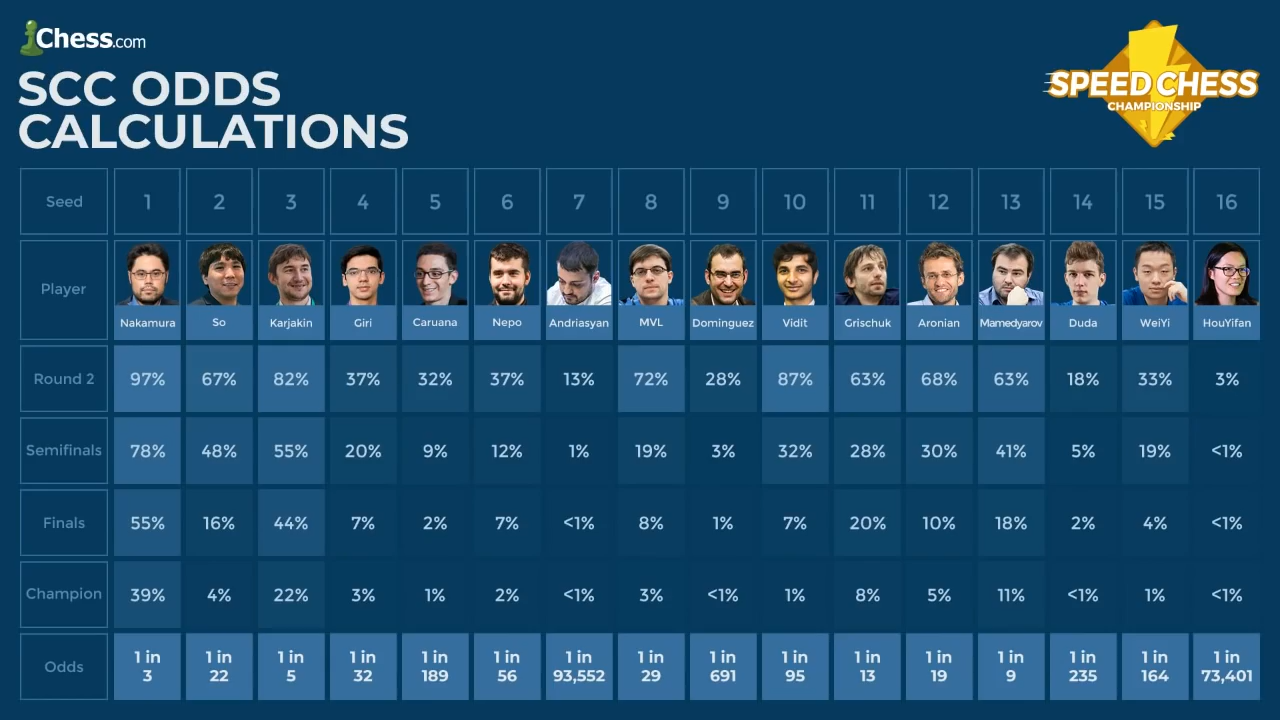 Chess.com
SCC ODDS
CALCULATIONS
SPEED CHESS
CHAMPIONSHIP
Seed 1 2 3 4 5 6 7 8 9 10 11 12 13 14 15 16
Player Nakamura So Karjakin Giri Caruana Nepo Andriasyan MVL Dominguez Vidit Grischuk Aronian Mamedyarov Duda WeiYi HouYifan
Round 2 97% 67% 82% 37% 32% 37% 13% 72% 28% 87% 63% 68% 63% 18% 33% 3%
Semifinals 78% 48% 55% 20% 9% 12% 1% 19% 3% 32% 28% 30% 41% 5% 19% <1%
Finals 55% 16% 44% 7% 2% 7% <1% 8% 1% 7% 20% 10% 18% 2% 4% <1%
Champion 39% 4% 22% 3% 1% 2% <1% 3% <1% 1% 8% 5% 11% <1% 1% <1%
Odds 1 in 3 1 in 22 1 in 5 1 in 32 1 in 189 1 in 56 1 in 93,552 1 in 29 1 in 691 1 in 95 1 in 13 1 in 19 1 in 9 1 in 235 1 in 164 1 in 73,401